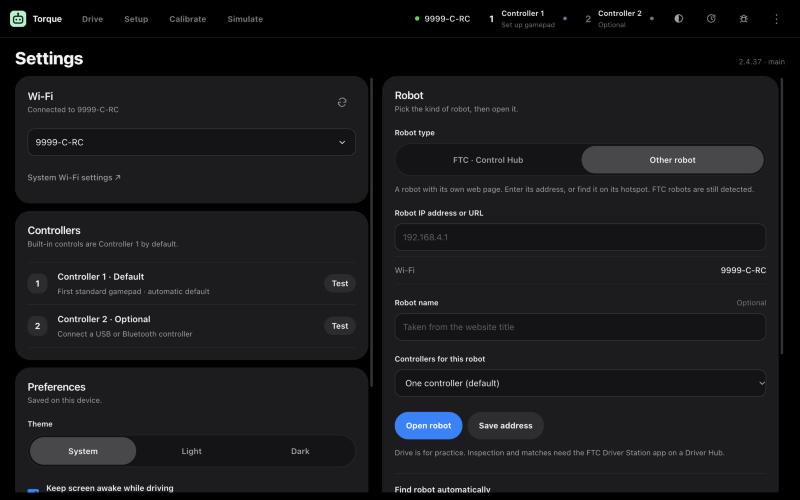 Torque
Drive
Setup
Calibrate
Simulate
9999-C-RC
1
Controller 1
Set up gamepad
2
Controller 2
Optional
Settings
2.4.37 · main
Wi-Fi
Connected to 9999-C-RC
9999-C-RC
System Wi-Fi settings ↗
Controllers
Built-in controls are Controller 1 by default.
1
Controller 1 · Default
First standard gamepad · automatic default
Test
2
Controller 2 · Optional
Connect a USB or Bluetooth controller
Test
Preferences
Saved on this device.
Theme
System
Light
Dark
Keep screen awake while driving
Robot
Pick the kind of robot, then open it.
Robot type
FTC · Control Hub
Other robot
A robot with its own web page. Enter its address, or find it on its hotspot. FTC robots are still detected.
Robot IP address or URL
192.168.4.1
Wi-Fi
9999-C-RC
Robot name
Optional
Taken from the website title
Controllers for this robot
One controller (default)
Open robot
Save address
Drive is for practice. Inspection and matches need the FTC Driver Station app on a Driver Hub.
Find robot automatically